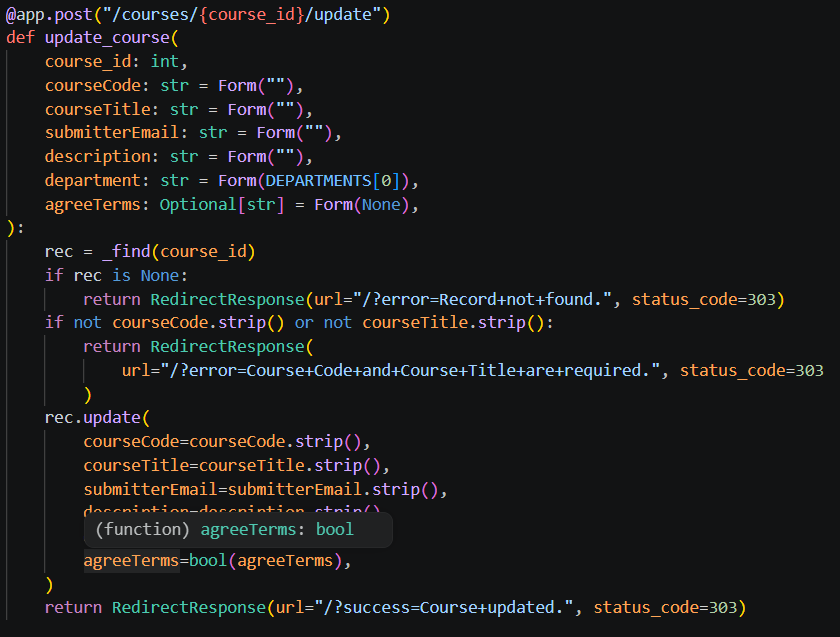 @app.post("/courses/{course_id}/update")
def update_course(
    course_id: int,
    courseCode: str = Form(""),
    courseTitle: str = Form(""),
    submitterEmail: str = Form(""),
    description: str = Form(""),
    department: str = Form(DEPARTMENTS[0]),
    agreeTerms: Optional[str] = Form(None),
):
    rec = _find(course_id)
    if rec is None:
        return RedirectResponse(url="/?error=Record+not+found.", status_code=303)
    if not courseCode.strip() or not courseTitle.strip():
        return RedirectResponse(
            url="/?error=Course+Code+and+Course+Title+are+required.", status_code=303
        )
    rec.update(
        courseCode=courseCode.strip(),
        courseTitle=courseTitle.strip(),
        submitterEmail=submitterEmail.strip(),
        description=description.strip()
(function) agreeTerms: bool
        agreeTerms=bool(agreeTerms),
    )
    return RedirectResponse(url="/?success=Course+updated.", status_code=303)